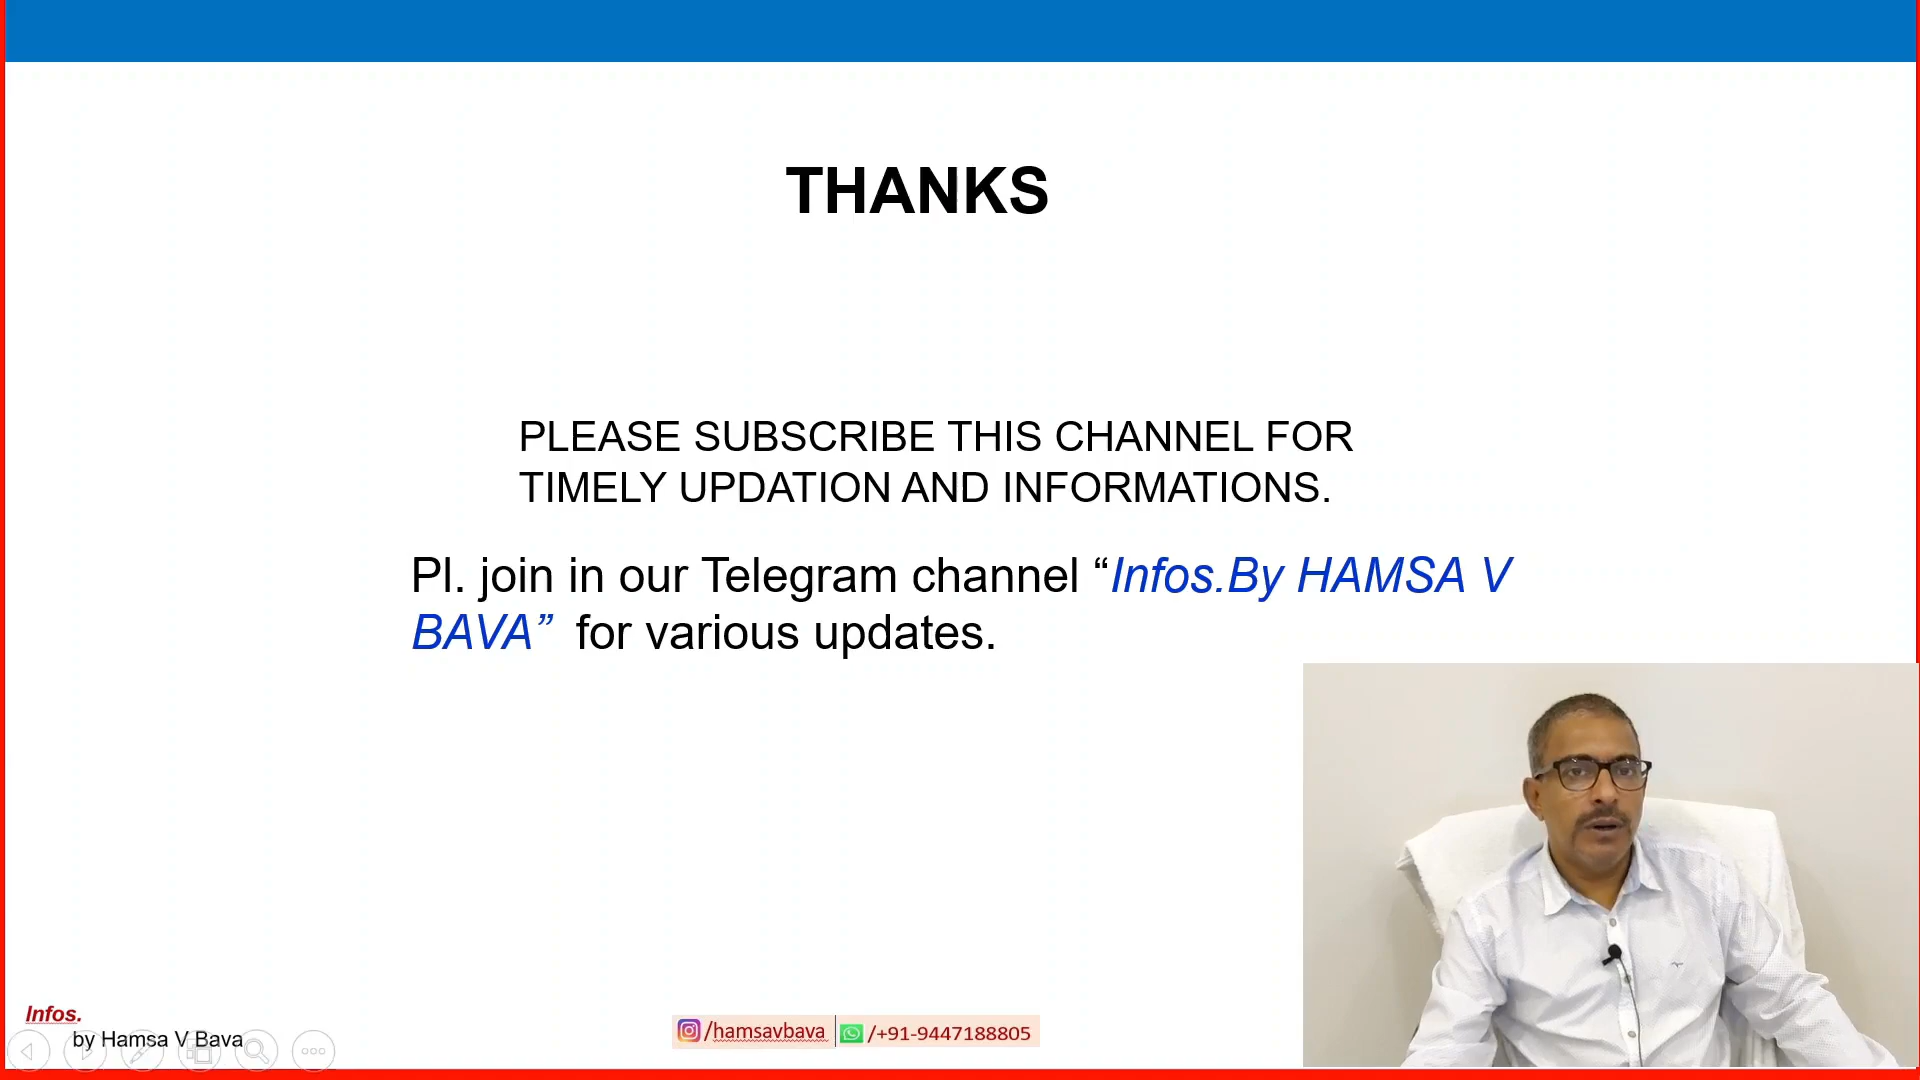 THANKS
PLEASE SUBSCRIBE THIS CHANNEL FOR
TIMELY UPDATION AND INFORMATIONS.
Pl. join in our Telegram channel “Infos.By HAMSA V
BAVA”  for various updates.
Infos.
by Hamsa V Bava
/hamsavbava /+91-9447188805